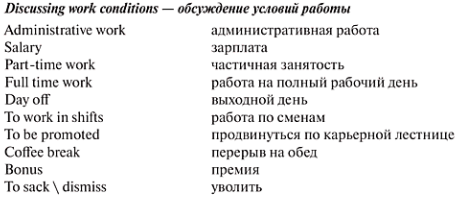 Discussing work conditions — обсуждение условий работы
Administrative work административная работа
Salary зарплата
Part-time work частичная занятость
Full time work работа на полный рабочий день
Day off выходной день
To work in shifts работа по сменам
To be promoted продвинуться по карьерной лестнице
Coffee break перерыв на обед
Bonus премия
To sack \ dismiss уволить